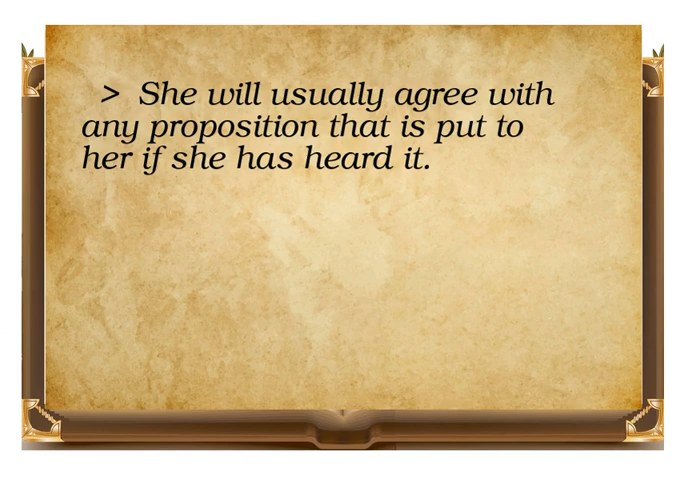 > She will usually agree with
any proposition that is put to
her if she has heard it.